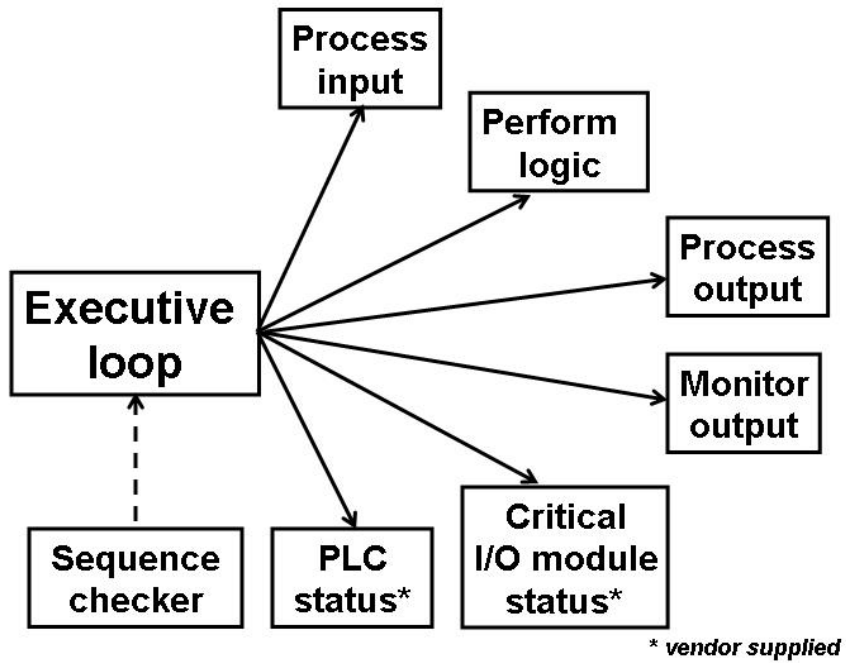 Process
input
Perform
logic
Process
output
Executive
loop
Monitor
output
Sequence
checker
PLC
status*
Critical
I/O module
status*
* vendor supplied